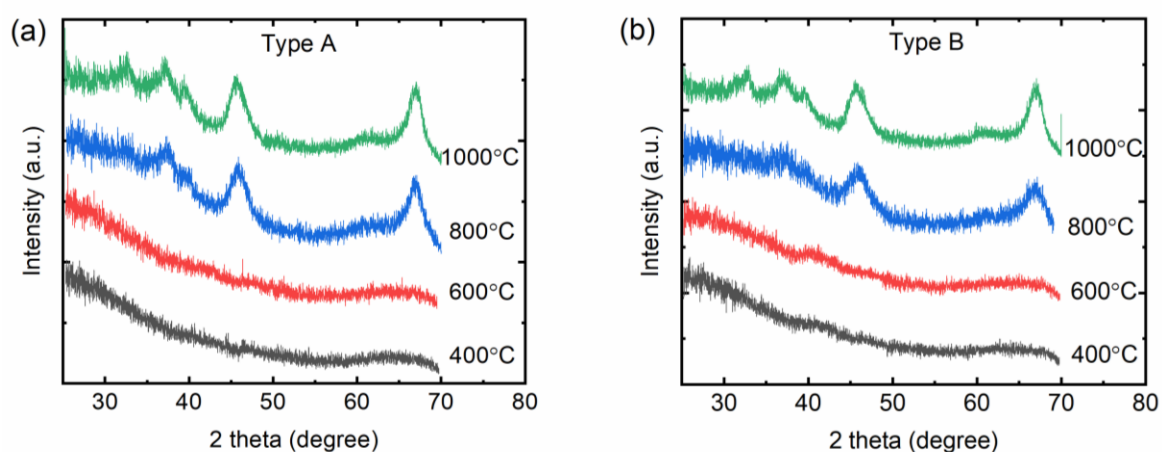 (a)
Type A
Intensity (a.u.)
1000°C
800°C
600°C
400°C
30 40 50 60 70 80
2 theta (degree)
(b)
Type B
Intensity (a.u.)
1000°C
800°C
600°C
400°C
30 40 50 60 70 80
2 theta (degree)